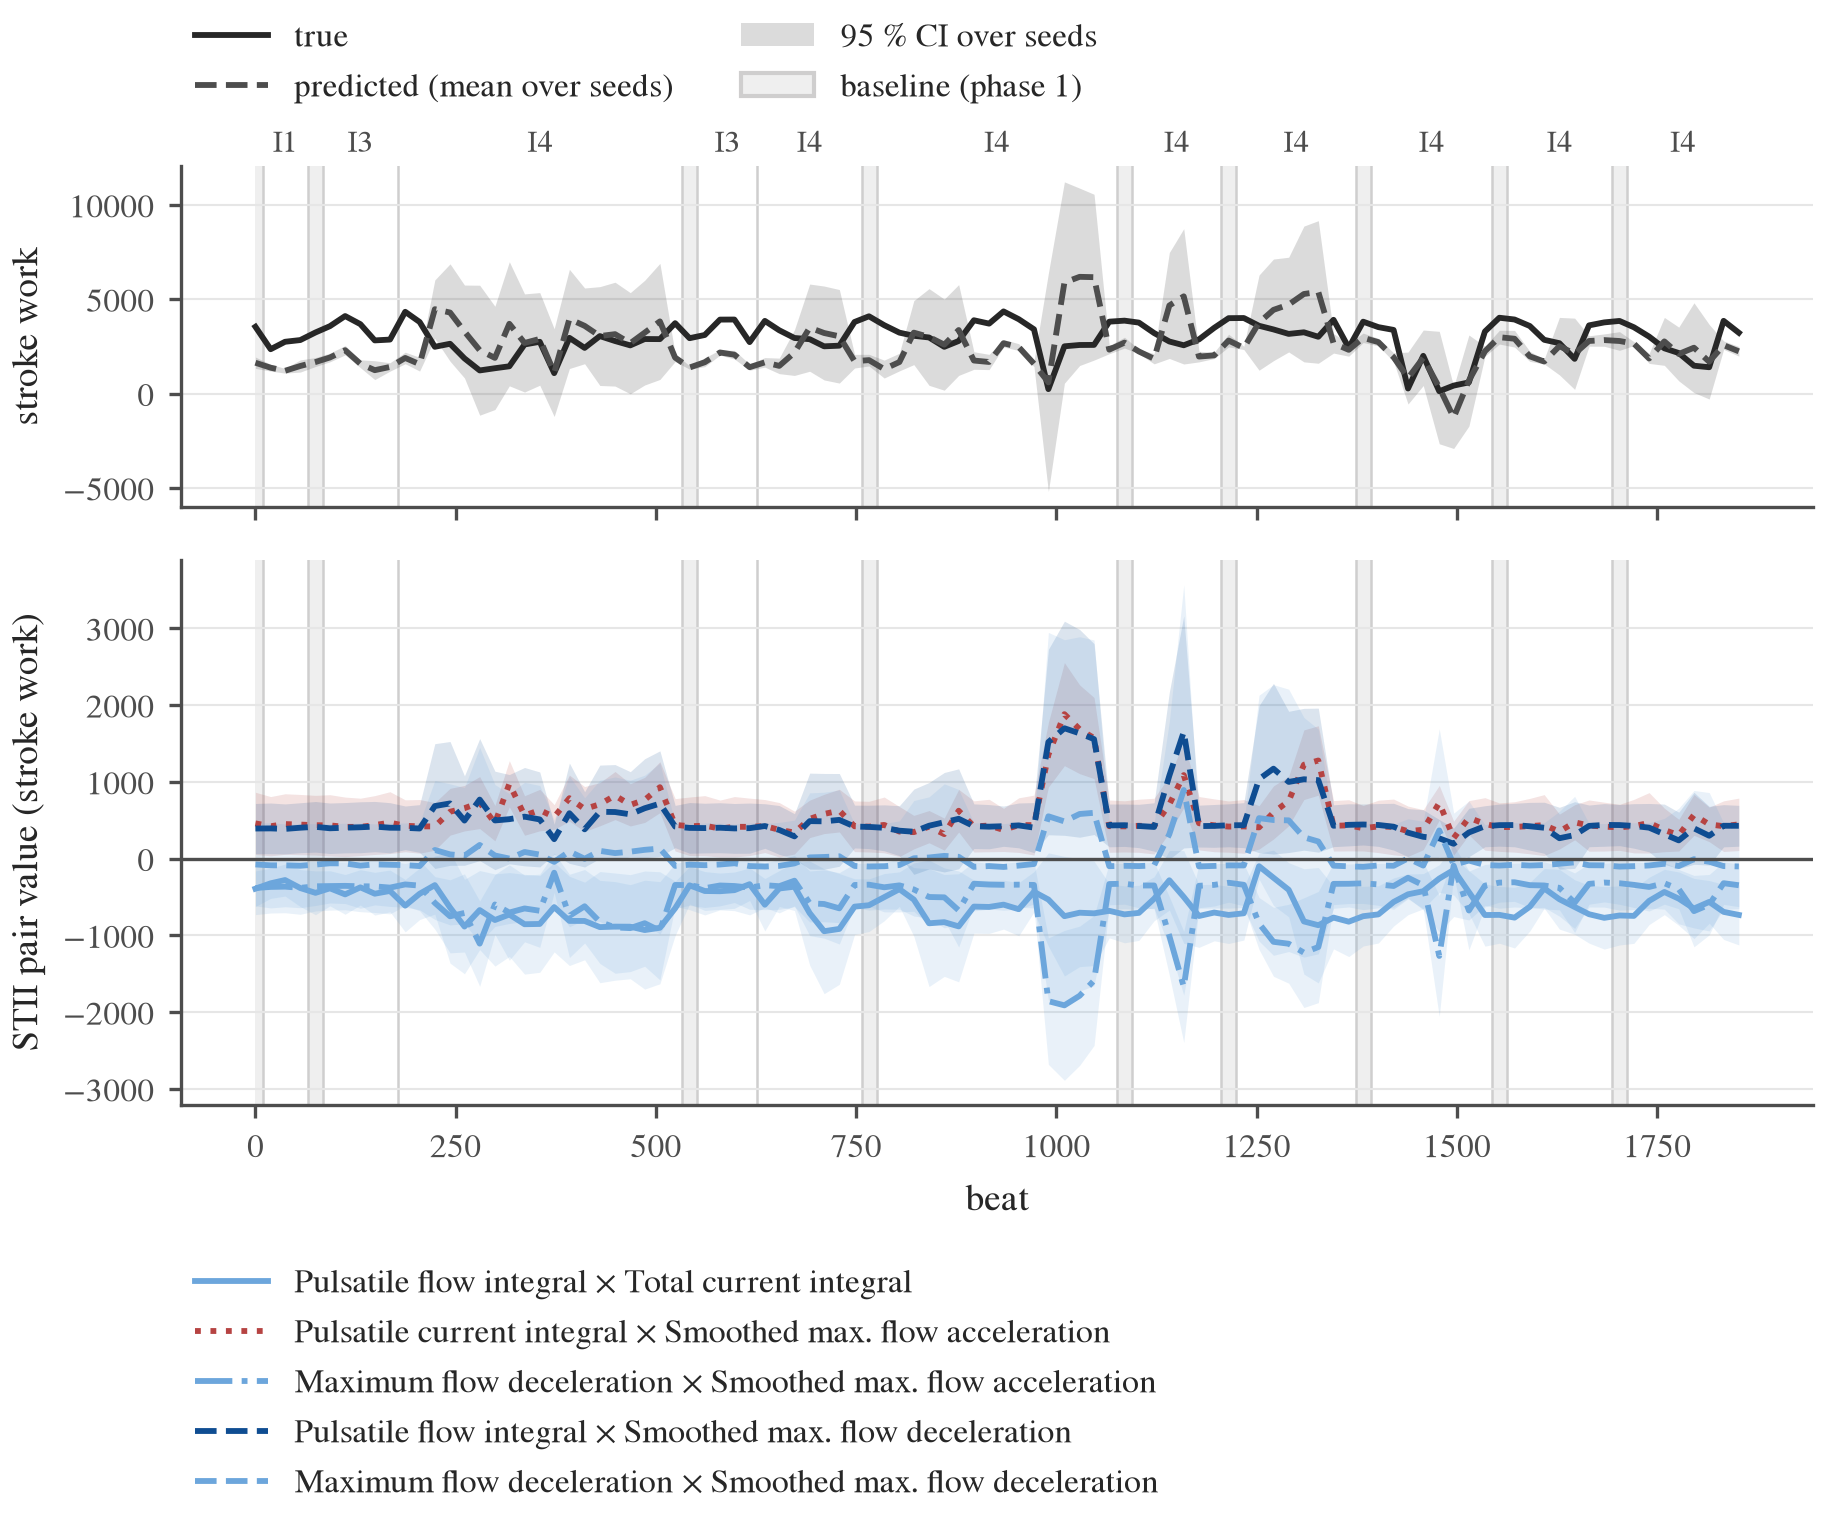 true
95 % CI over seeds
predicted (mean over seeds)
baseline (phase 1)
I1 I3 I4 I3 I4 I4 I4 I4 I4 I4 I4
10000
5000
0
−5000
stroke work
3000
2000
1000
0
−1000
−2000
−3000
STII pair value (stroke work)
0 250 500 750 1000 1250 1500 1750
beat
Pulsatile flow integral × Total current integral
Pulsatile current integral × Smoothed max. flow acceleration
Maximum flow deceleration × Smoothed max. flow acceleration
Pulsatile flow integral × Smoothed max. flow deceleration
Maximum flow deceleration × Smoothed max. flow deceleration